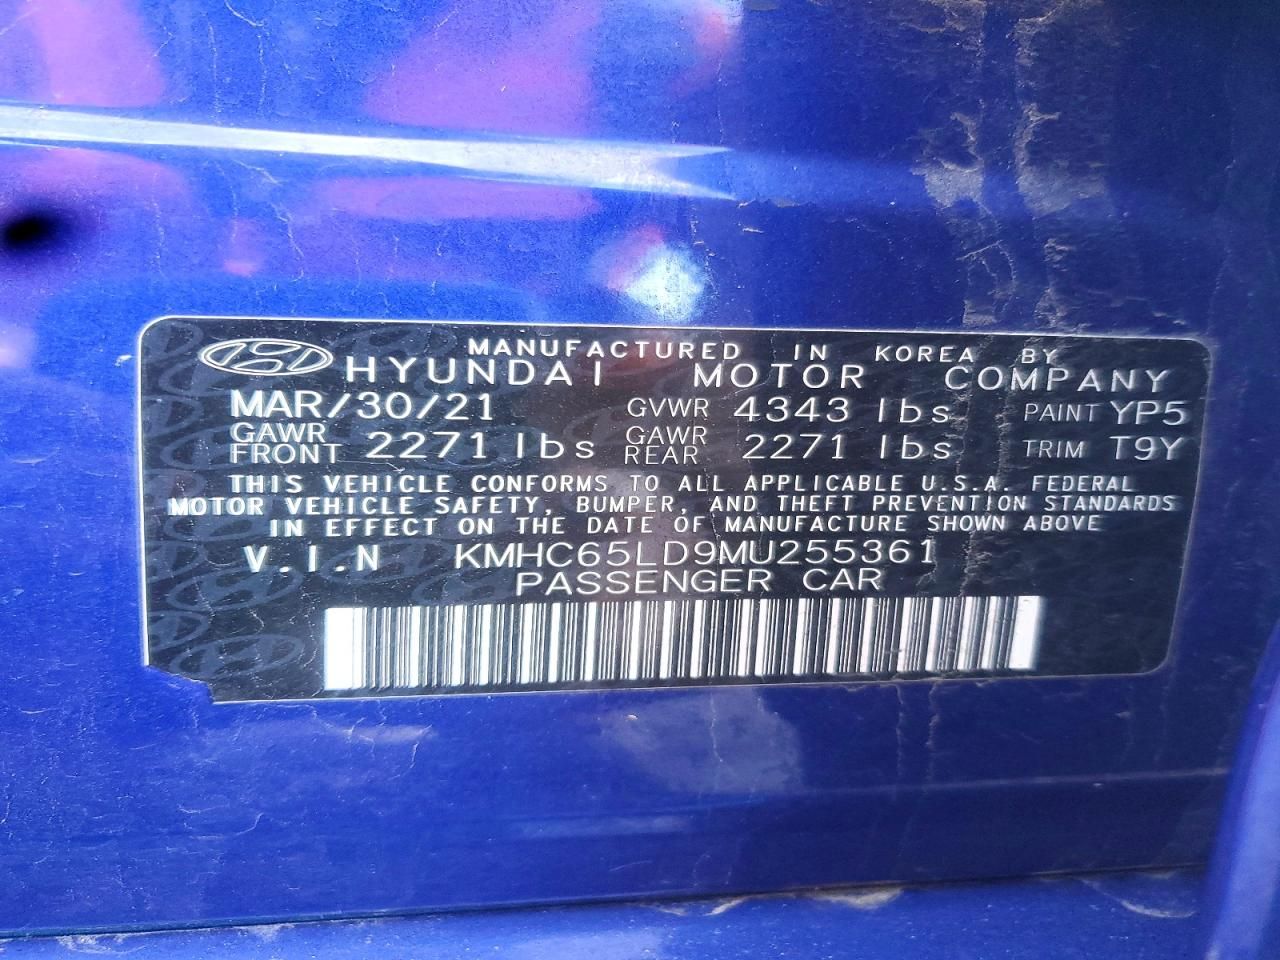 MANUFACTURED IN KOREA BY
HYUNDAI MOTOR COMPANY
MAR/30/21 GVWR 4343 lbs PAINT YP5
GAWR FRONT 2271 lbs GAWR REAR 2271 lbs TRIM T9Y
THIS VEHICLE CONFORMS TO ALL APPLICABLE U.S.A. FEDERAL
MOTOR VEHICLE SAFETY, BUMPER, AND THEFT PREVENTION STANDARDS
IN EFFECT ON THE DATE OF MANUFACTURE SHOWN ABOVE
V.I.N KMHC65LD9MU255361
PASSENGER CAR